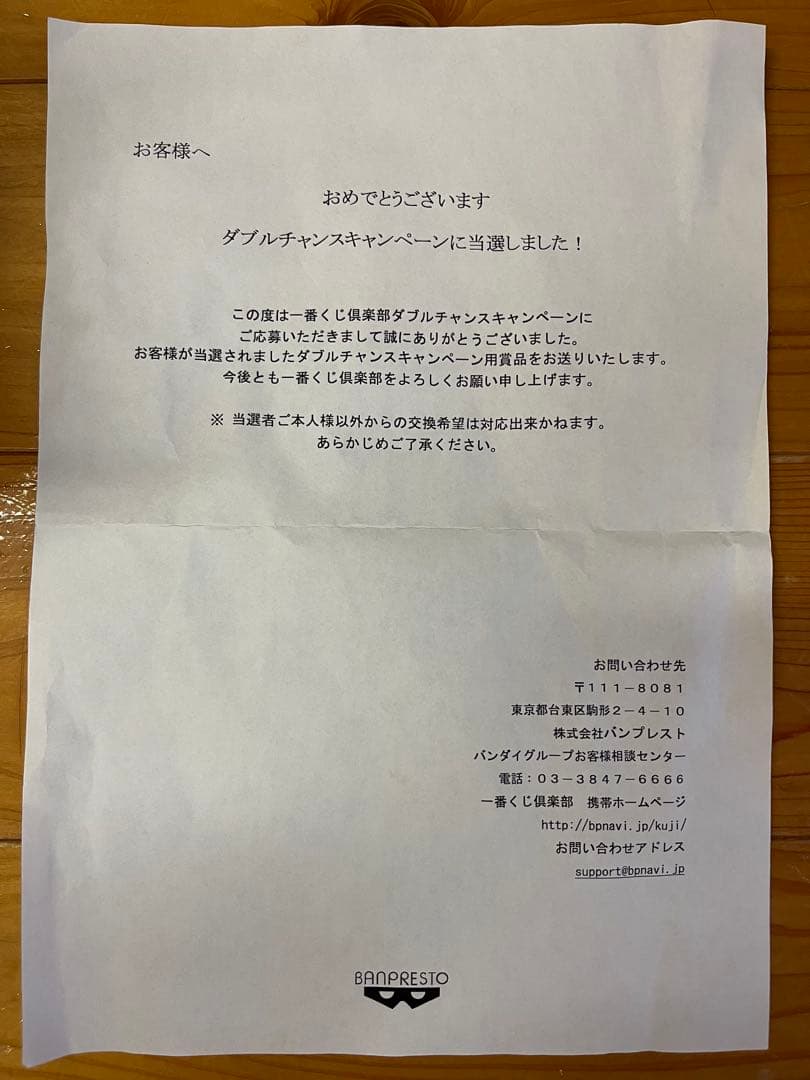 お客様へ
おめでとうございます
ダブルチャンスキャンペーンに当選しました！
この度は一番くじ倶楽部ダブルチャンスキャンペーンに
ご応募いただきまして誠にありがとうございました。
お客様が当選されましたダブルチャンスキャンペーン用賞品をお送りいたします。
今後とも一番くじ倶楽部をよろしくお願い申し上げます。
※ 当選者ご本人様以外からの交換希望は対応出来かねます。
あらかじめご了承ください。
お問い合わせ先
〒１１１－８０８１
東京都台東区駒形２－４－１０
株式会社バンプレスト
バンダイグループお客様相談センター
電話：０３－３８４７－６６６６
一番くじ倶楽部　携帯ホームページ
http://bpnavi.jp/kuji/
お問い合わせアドレス
support@bpnavi.jp
BANPRESTO